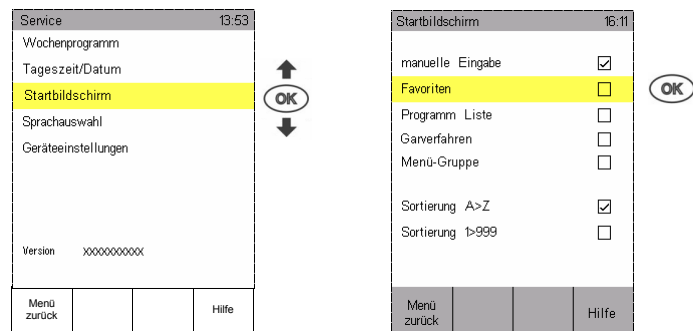 Service 13:53
Wochenprogramm
Tageszeit/Datum
Startbildschirm
OK
Sprachauswahl
Geräteeinstellungen
Version XXXXXXXXXX
Menü
zurück
Hilfe
Startbildschirm 16:11
manuelle Eingabe
Favoriten
OK
Programm Liste
Garverfahren
Menü-Gruppe
Sortierung A>Z
Sortierung 1>999
Menü
zurück
Hilfe